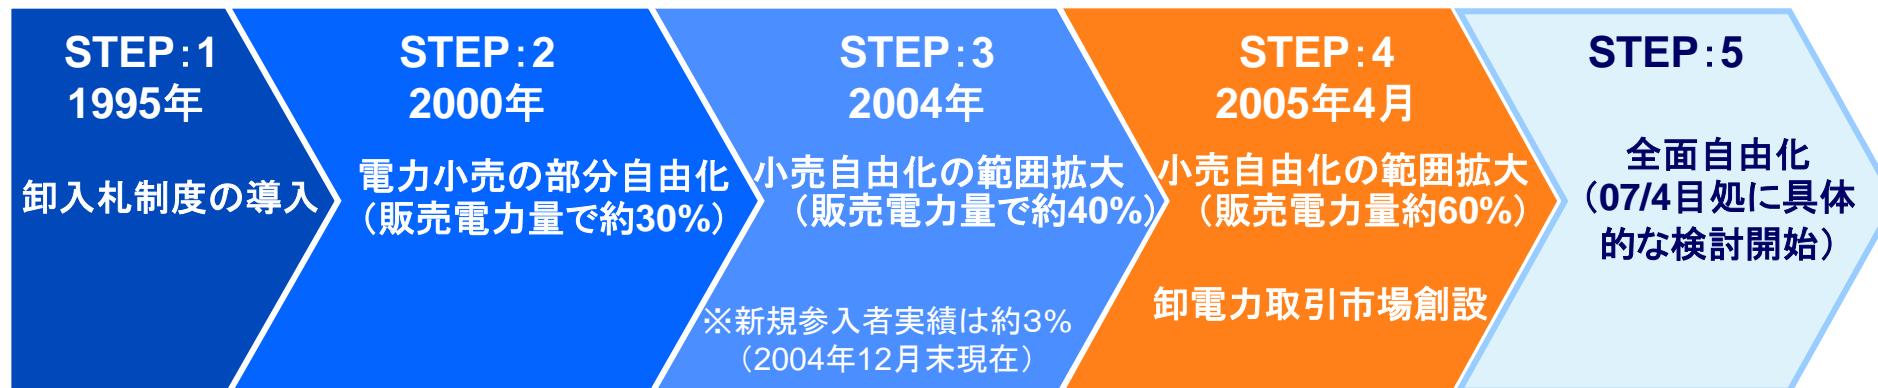 STEP:1
1995年
卸入札制度の導入
STEP:2
2000年
電力小売の部分自由化
（販売電力量で約30%）
STEP:3
2004年
小売自由化の範囲拡大
（販売電力量で約40%）
※新規参入者実績は約3%
（2004年12月末現在）
STEP:4
2005年4月
小売自由化の範囲拡大
（販売電力量約60%）
卸電力取引市場創設
STEP:5
全面自由化
（07/4目処に具体
的な検討開始）